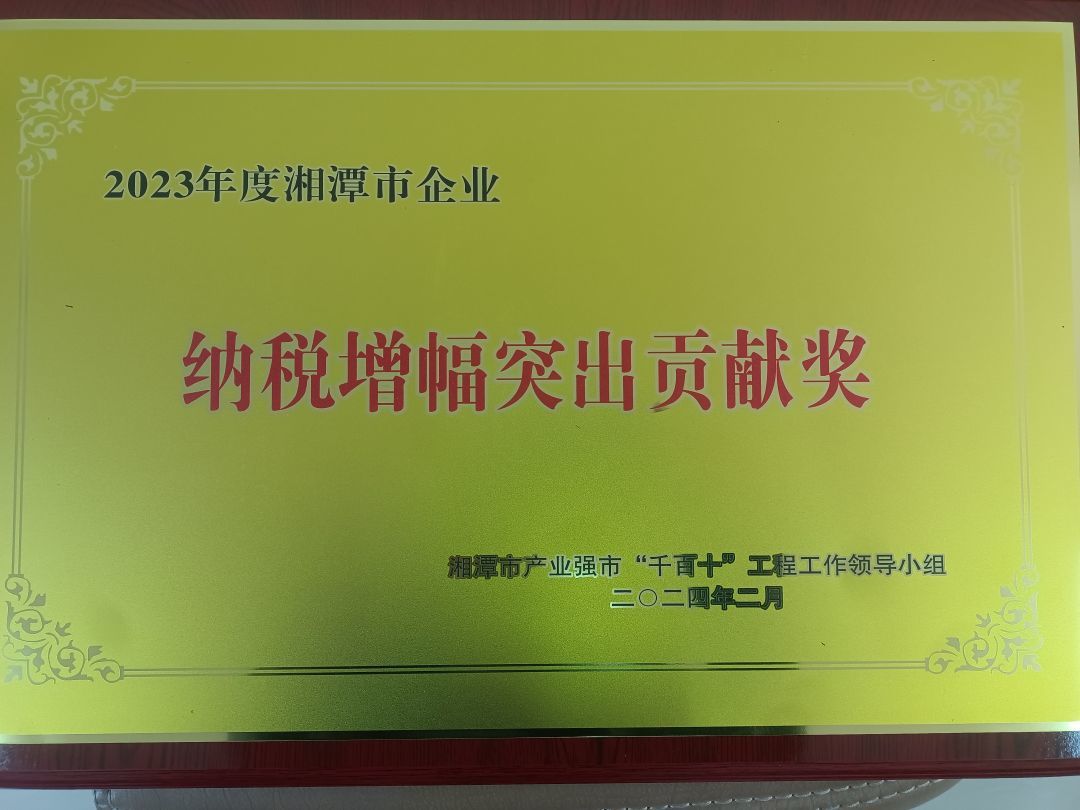 2023年度湘潭市企业
纳税增幅突出贡献奖
湘潭市产业强市“千百十”工程工作领导小组
二〇二四年二月